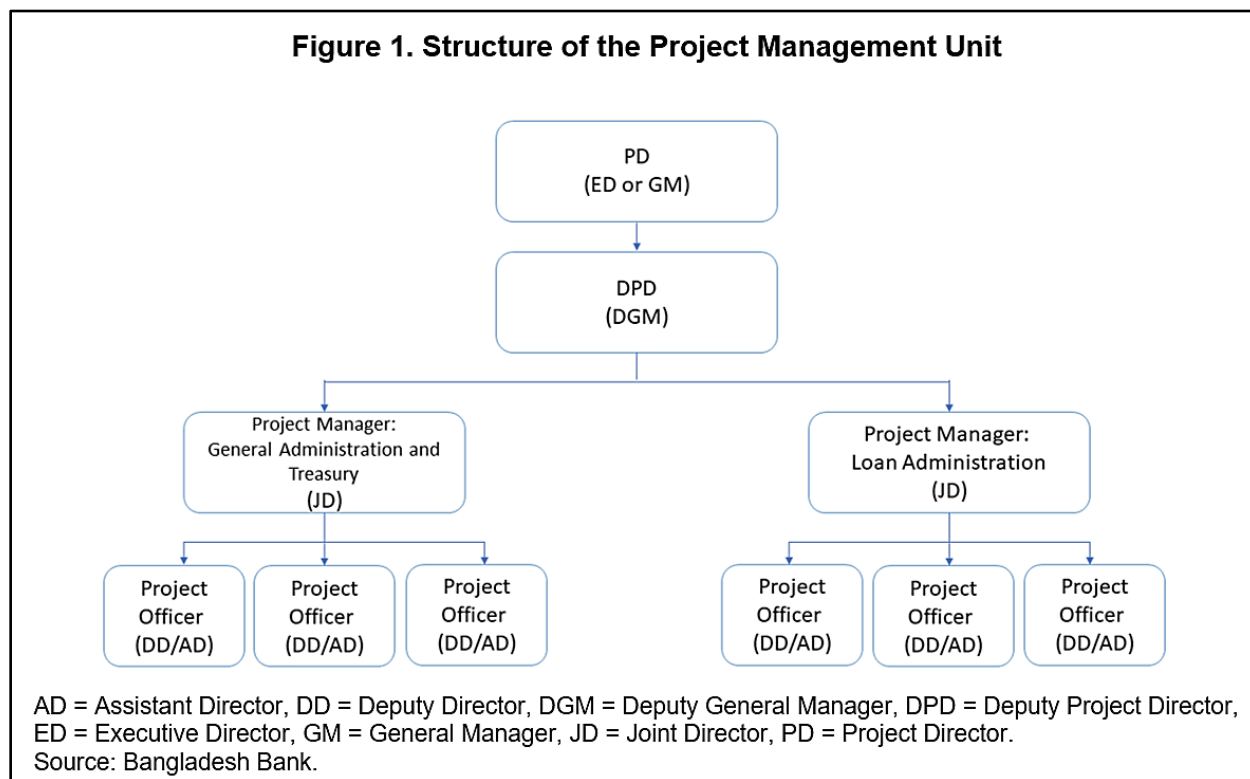 Figure 1. Structure of the Project Management Unit
PD
(ED or GM)
DPD
(DGM)
Project Manager:
General Administration and
Treasury
(JD)
Project Manager:
Loan Administration
(JD)
Project
Officer
(DD/AD)
Project
Officer
(DD/AD)
Project
Officer
(DD/AD)
Project
Officer
(DD/AD)
Project
Officer
(DD/AD)
Project
Officer
(DD/AD)
AD = Assistant Director, DD = Deputy Director, DGM = Deputy General Manager, DPD = Deputy Project Director,
ED = Executive Director, GM = General Manager, JD = Joint Director, PD = Project Director.
Source: Bangladesh Bank.